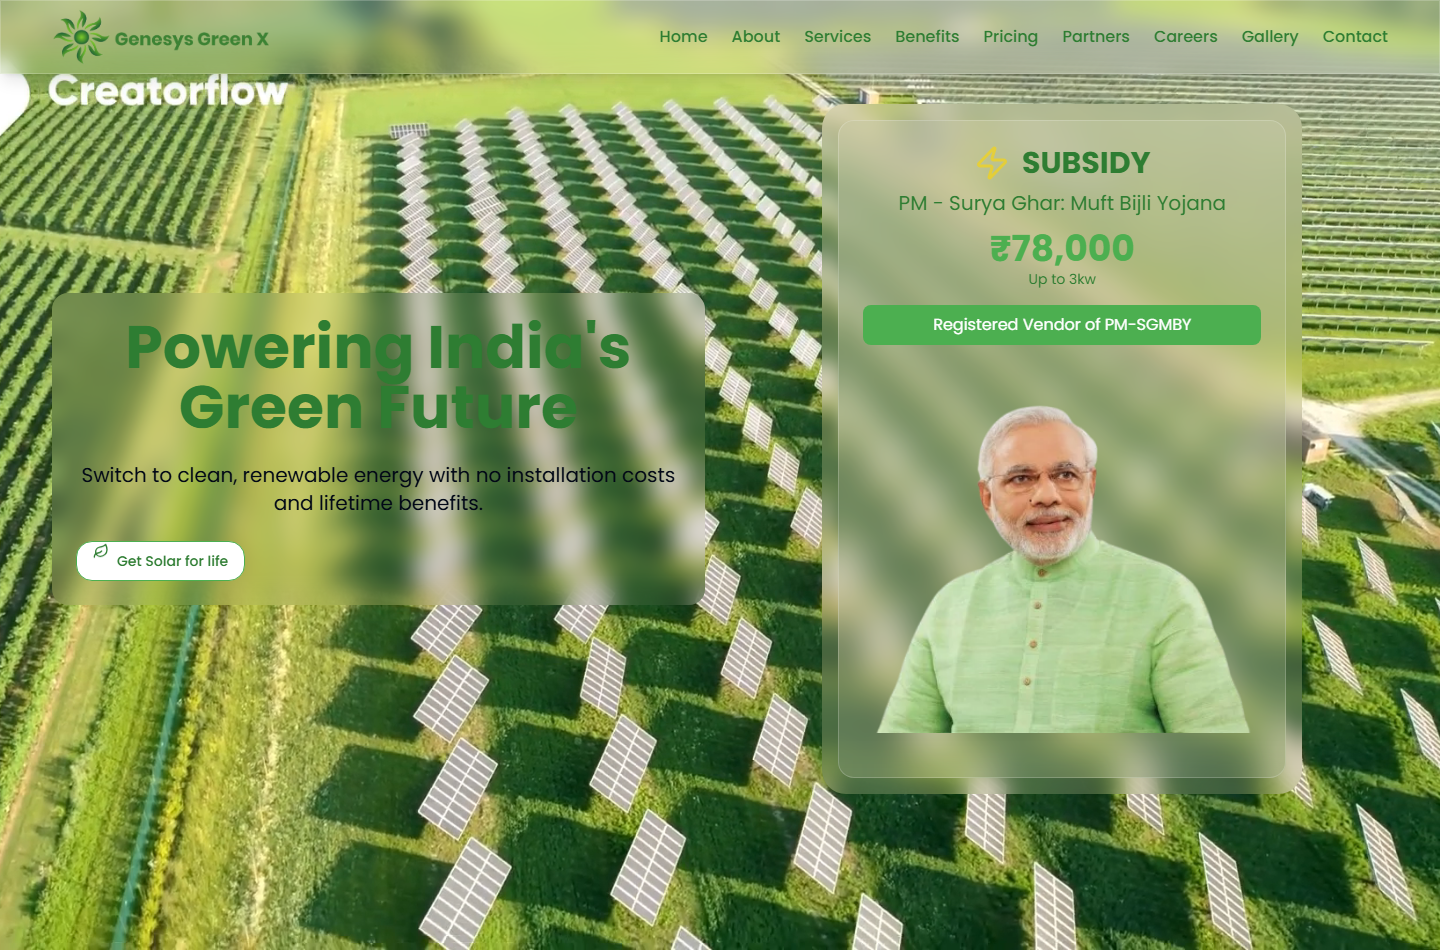 Genesys Green X
Home
About
Services
Benefits
Pricing
Partners
Careers
Gallery
Contact
Creatorflow
SUBSIDY
PM - Surya Ghar: Muft Bijli Yojana
₹78,000
Up to 3kw
Registered Vendor of PM-SGMBY
Powering India's
Green Future
Switch to clean, renewable energy with no installation costs
and lifetime benefits.
Get Solar for life